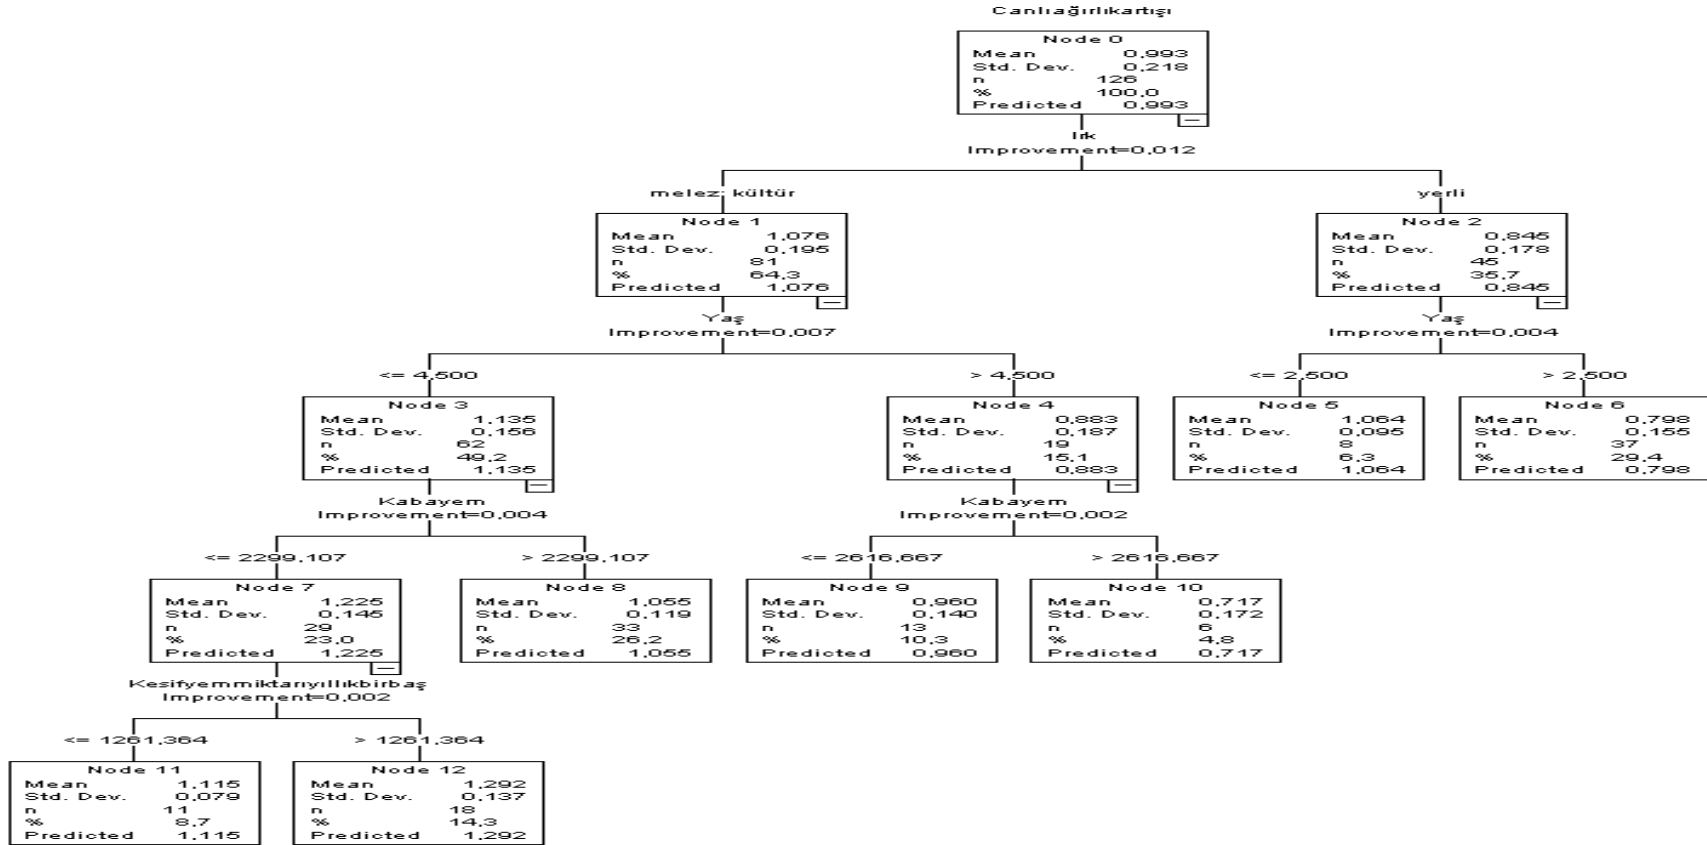 Canlıağırlıkartışı
Node 0
Mean 0,993
Std. Dev. 0,218
n 126
% 100,0
Predicted 0,993
Irk
Improvement=0,012
melez; kültür
yerli
Node 1
Mean 1,076
Std. Dev. 0,195
n 81
% 64,3
Predicted 1,076
Node 2
Mean 0,845
Std. Dev. 0,178
n 45
% 35,7
Predicted 0,845
Yaş
Improvement=0,007
Yaş
Improvement=0,004
<= 4,500
> 4,500
<= 2,500
> 2,500
Node 3
Mean 1,135
Std. Dev. 0,156
n 62
% 49,2
Predicted 1,135
Node 4
Mean 0,883
Std. Dev. 0,187
n 19
% 15,1
Predicted 0,883
Node 5
Mean 1,064
Std. Dev. 0,095
n 8
% 6,3
Predicted 1,064
Node 6
Mean 0,798
Std. Dev. 0,155
n 37
% 29,4
Predicted 0,798
Kabayem
Improvement=0,004
Kabayem
Improvement=0,002
<= 2299,107
> 2299,107
<= 2616,667
> 2616,667
Node 7
Mean 1,225
Std. Dev. 0,145
n 29
% 23,0
Predicted 1,225
Node 8
Mean 1,055
Std. Dev. 0,119
n 33
% 26,2
Predicted 1,055
Node 9
Mean 0,960
Std. Dev. 0,140
n 13
% 10,3
Predicted 0,960
Node 10
Mean 0,717
Std. Dev. 0,172
n 6
% 4,8
Predicted 0,717
Kesifyemmiktarıyıllıkbirbaş
Improvement=0,002
<= 1261,364
> 1261,364
Node 11
Mean 1,115
Std. Dev. 0,079
n 11
% 8,7
Predicted 1,115
Node 12
Mean 1,292
Std. Dev. 0,137
n 18
% 14,3
Predicted 1,292